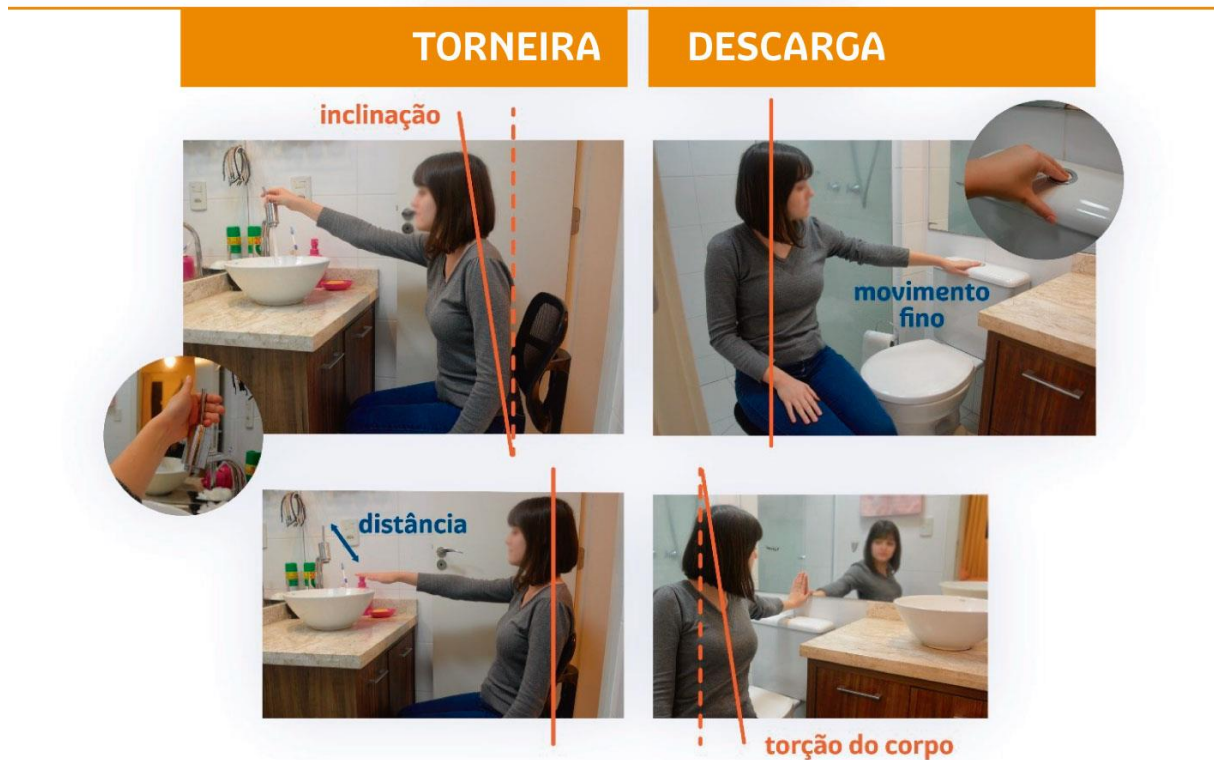 TORNEIRA
DESCARGA
inclinação
movimento
fino
distância
torção do corpo